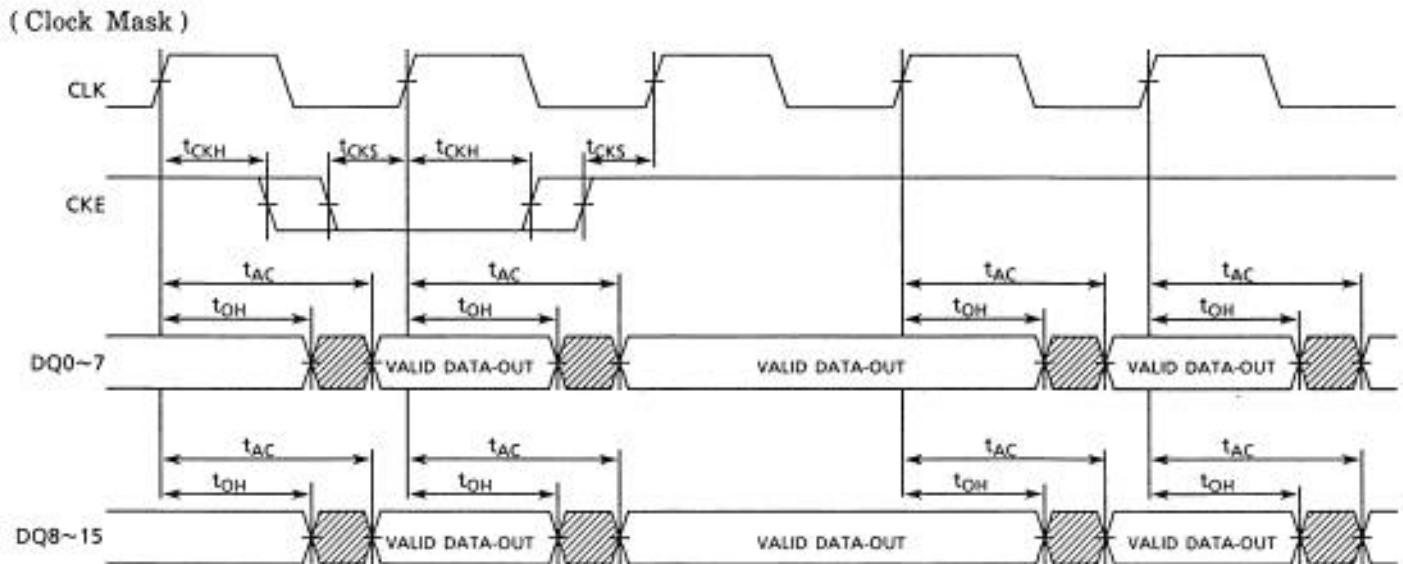 ( Clock Mask )
CLK
tCKH tCKS tCKH tCKS
CKE
tAC tAC tAC tAC
tOH tOH tOH tOH
DQ0~7 VALID DATA-OUT VALID DATA-OUT VALID DATA-OUT
tAC tAC tAC tAC
tOH tOH tOH tOH
DQ8~15 VALID DATA-OUT VALID DATA-OUT VALID DATA-OUT